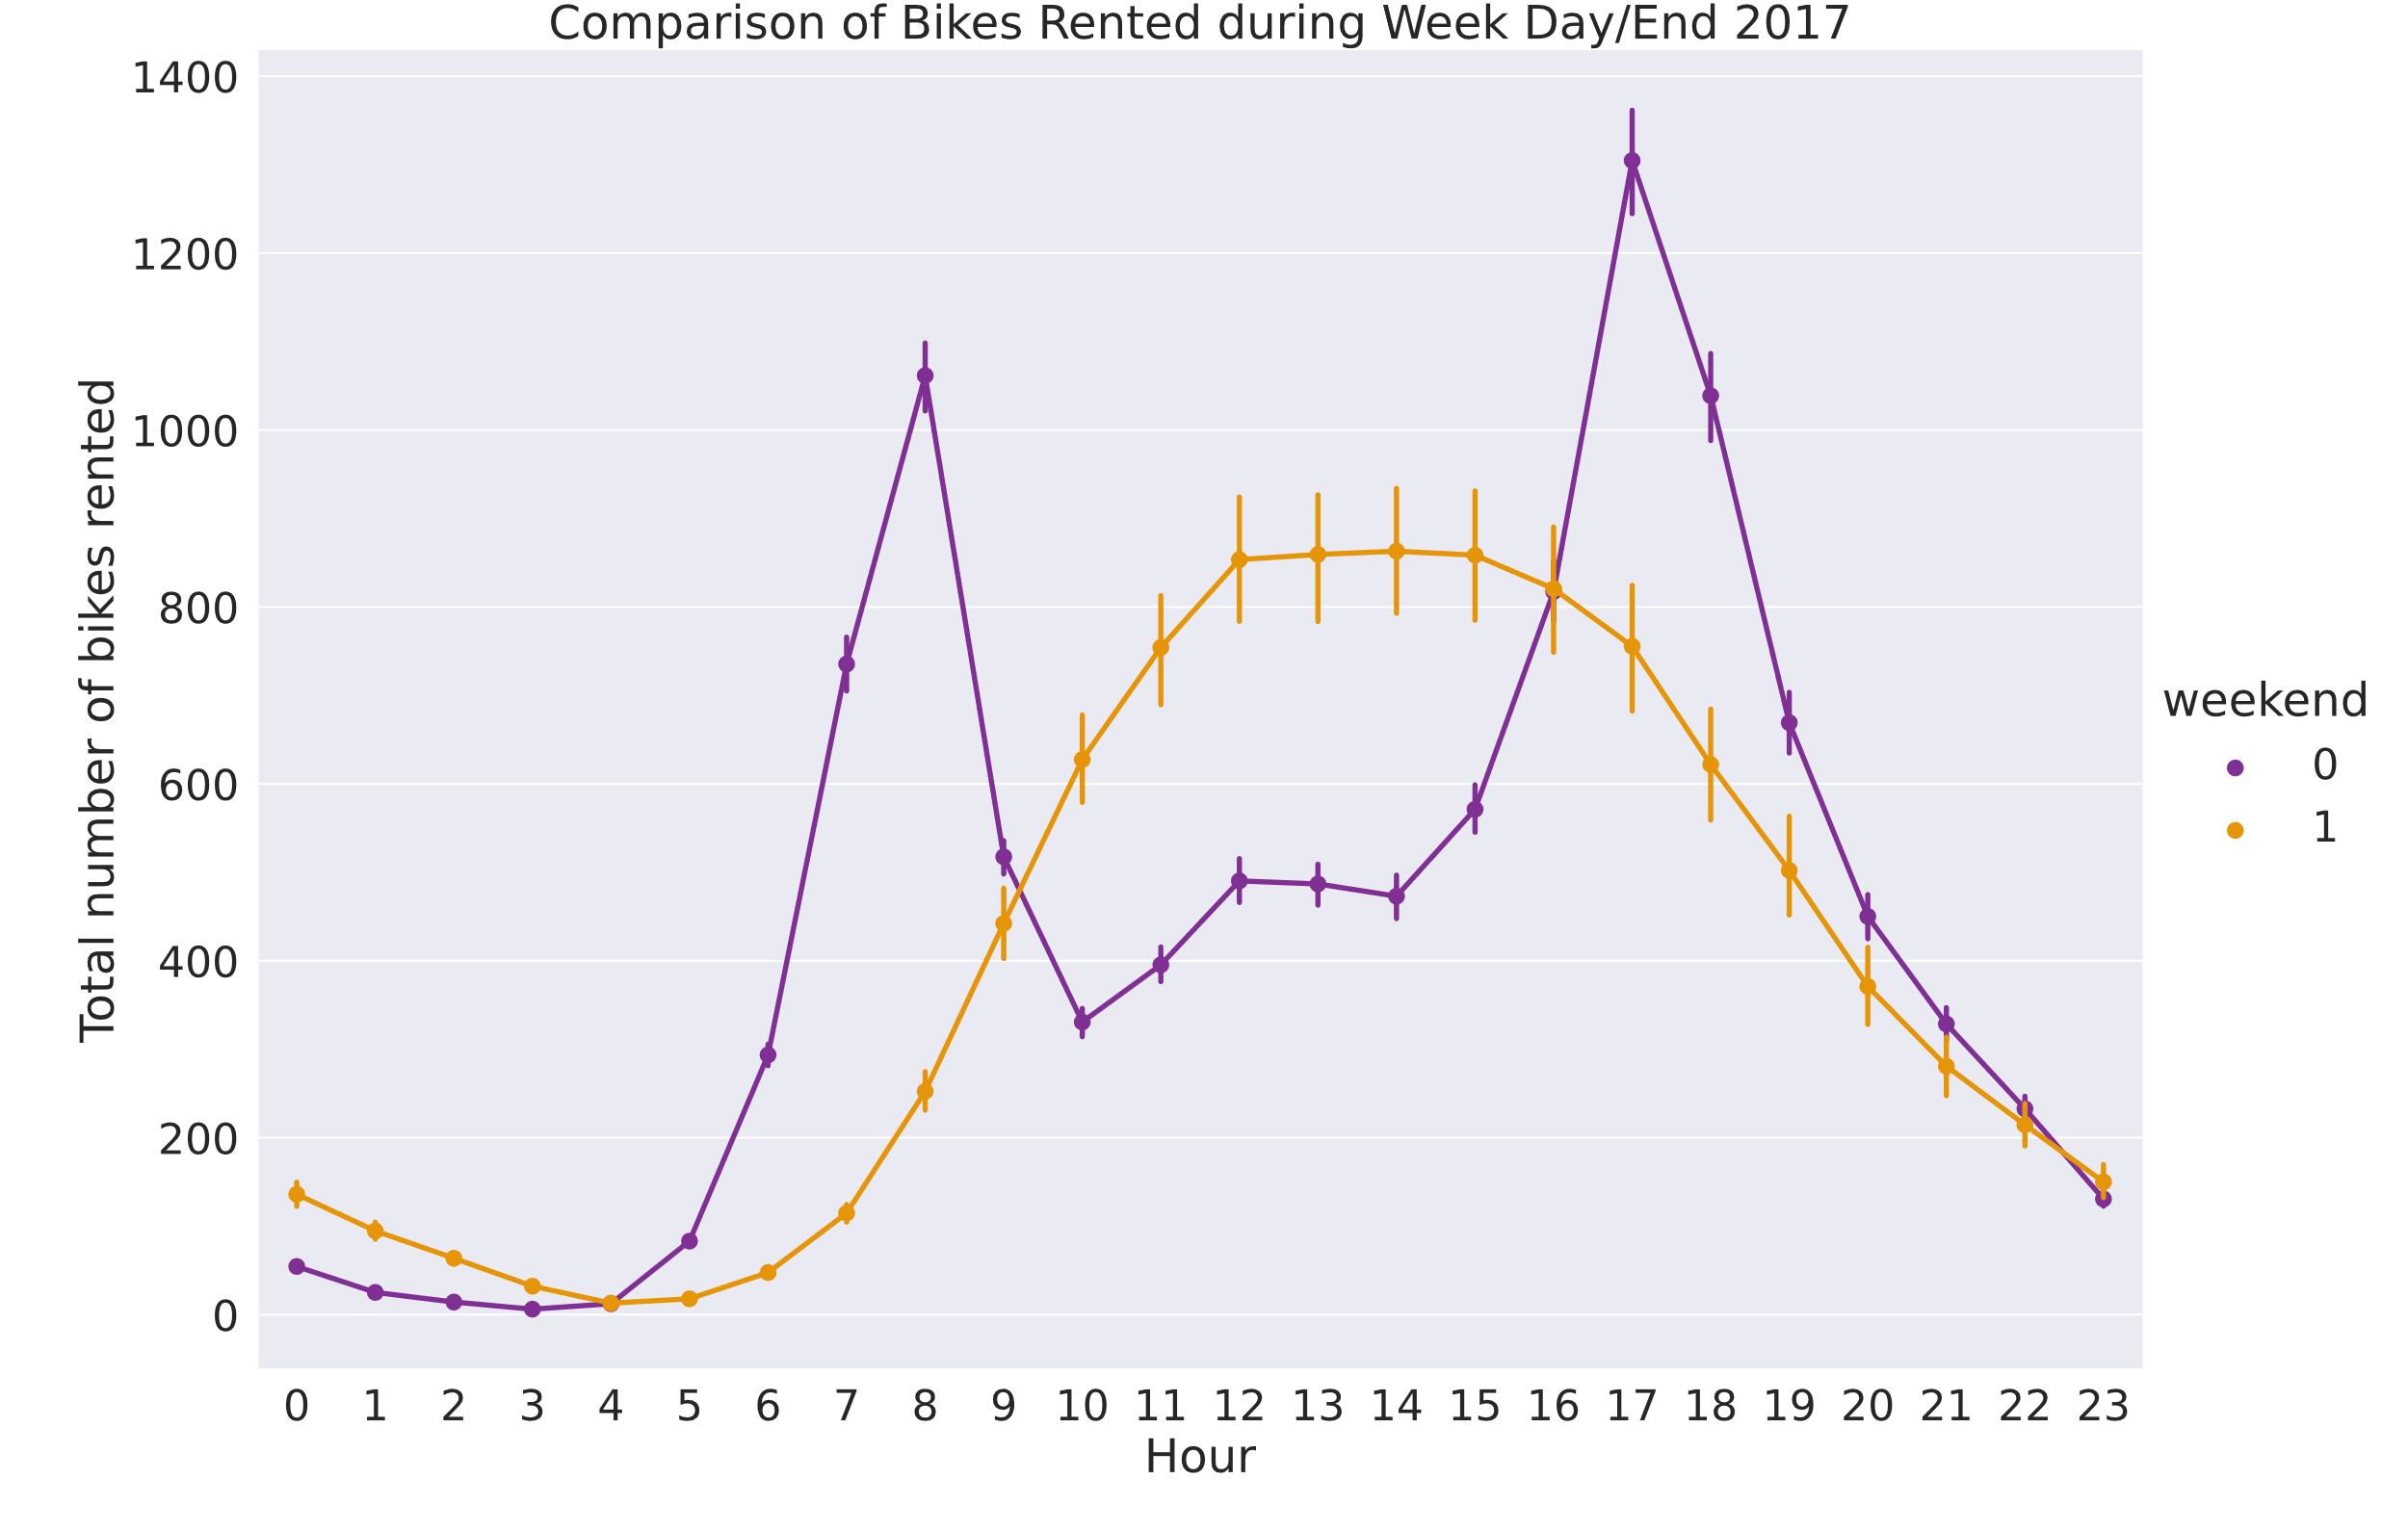 Comparison of Bikes Rented during Week Day/End 2017
Total number of bikes rented
1400
1200
1000
800
600
400
200
0
0 1 2 3 4 5 6 7 8 9 10 11 12 13 14 15 16 17 18 19 20 21 22 23
Hour
weekend
0
1